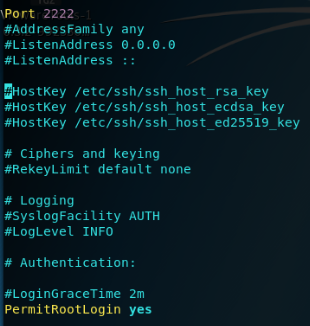 Port 2222
#AddressFamily any
#ListenAddress 0.0.0.0
#ListenAddress ::
#HostKey /etc/ssh/ssh_host_rsa_key
#HostKey /etc/ssh/ssh_host_ecdsa_key
#HostKey /etc/ssh/ssh_host_ed25519_key
# Ciphers and keying
#RekeyLimit default none
# Logging
#SyslogFacility AUTH
#LogLevel INFO
# Authentication:
#LoginGraceTime 2m
PermitRootLogin yes